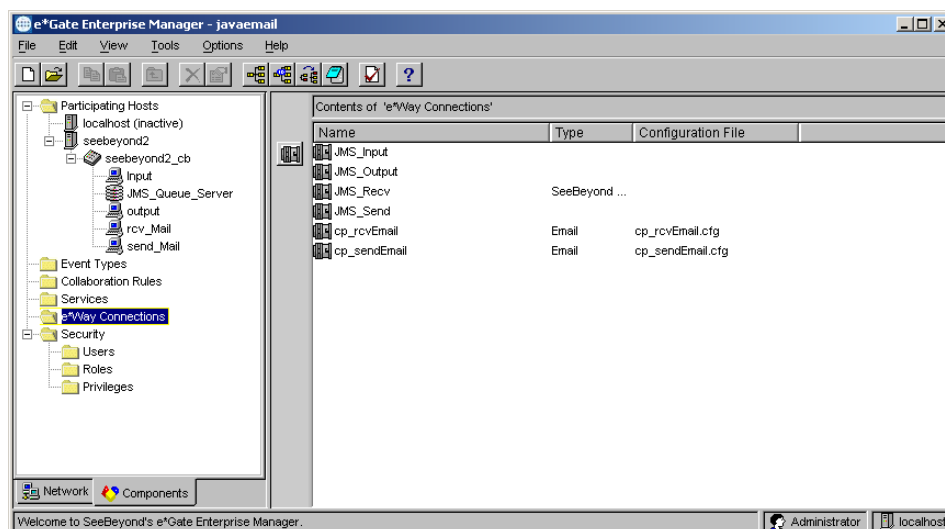 e*Gate Enterprise Manager - javaemail
File Edit View Tools Options Help
?
Participating Hosts
localhost (inactive)
seebeyond2
seebeyond2_cb
Input
JMS_Queue_Server
output
rcv_Mail
send_Mail
Event Types
Collaboration Rules
Services
e*Way Connections
Security
Users
Roles
Privileges
Network Components
Contents of 'e*Way Connections'
Name Type Configuration File
JMS_Input
JMS_Output
JMS_Recv SeeBeyond ...
JMS_Send
cp_rcvEmail Email cp_rcvEmail.cfg
cp_sendEmail Email cp_sendEmail.cfg
Welcome to SeeBeyond's e*Gate Enterprise Manager. Administrator localhost